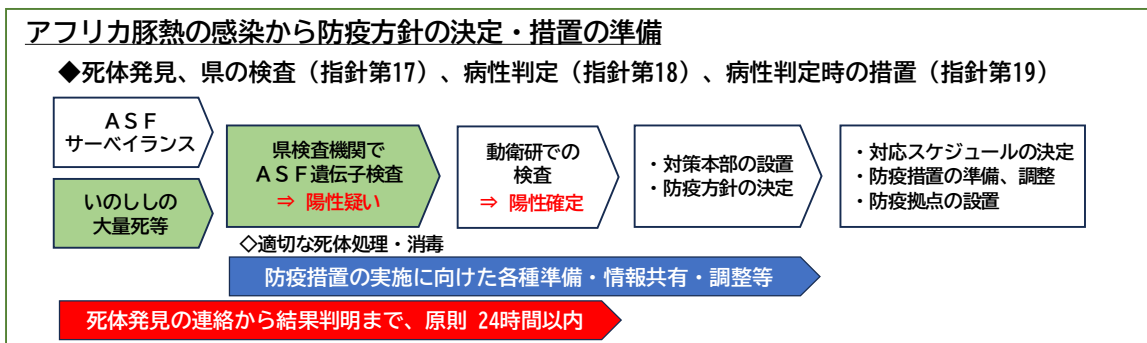 アフリカ豚熱の感染から防疫方針の決定・措置の準備
◆死体発見、県の検査（指針第17）、病性判定（指針第18）、病性判定時の措置（指針第19）
ＡＳＦ
サーベイランス
いのししの
大量死等
県検査機関で
ＡＳＦ遺伝子検査
⇒ 陽性疑い
動衛研での
検査
⇒ 陽性確定
・対策本部の設置
・防疫方針の決定
・対応スケジュールの決定
・防疫措置の準備、調整
・防疫拠点の設置
◇適切な死体処理・消毒
防疫措置の実施に向けた各種準備・情報共有・調整等
死体発見の連絡から結果判明まで、原則 24時間以内